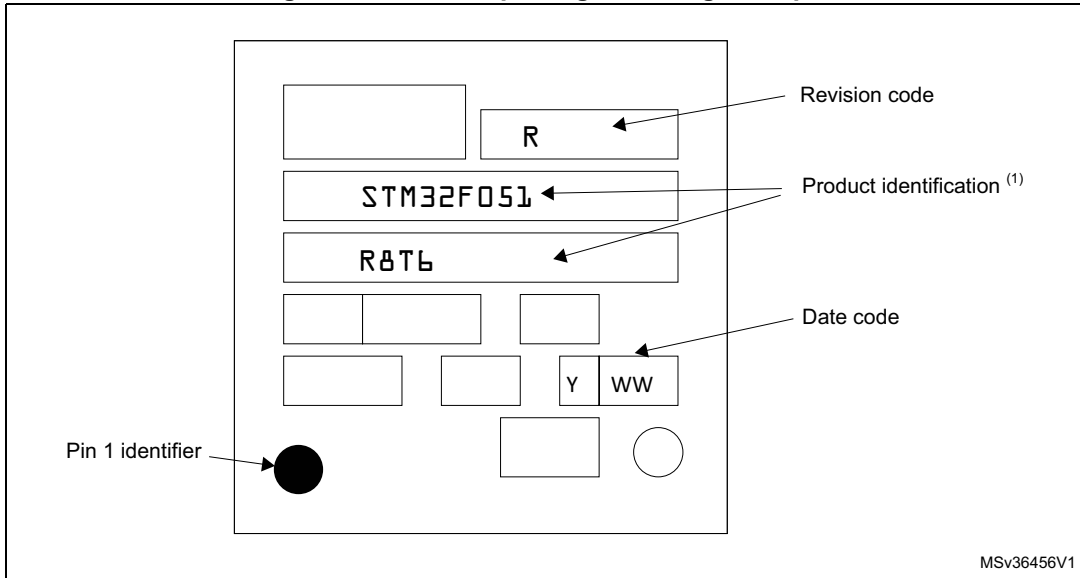 Revision code
R
STM32F051
Product identification (1)
R8T6
Date code
Y WW
Pin 1 identifier
MSv36456V1